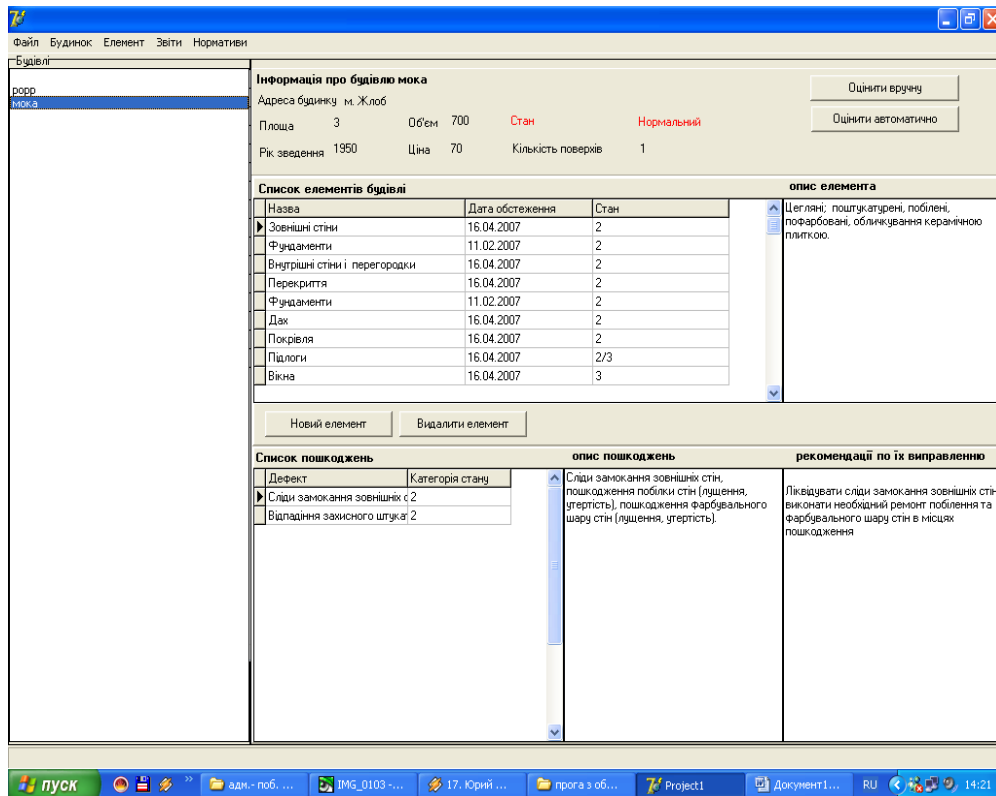 Файл Будинок Елемент Звіти Нормативи
Будівлі
popp
мока
Інформація про будівлю мока
Адреса будинку м. Жлоб
Площа 3 Об'єм 700 Стан Нормальний
Рік зведення 1950 Ціна 70 Кількість поверхів 1
Оцінити вручну
Оцінити автоматично
Список елементів будівлі
Назва Дата обстеження Стан
Зовнішні стіни 16.04.2007 2
Фундаменти 11.02.2007 2
Внутрішні стіни і перегородки 16.04.2007 2
Перекриття 16.04.2007 2
Фундаменти 11.02.2007 2
Дах 16.04.2007 2
Покрівля 16.04.2007 2
Підлоги 16.04.2007 2/3
Вікна 16.04.2007 3
опис елемента
Цегляні; поштукатурені, побілені,
пофарбовані, обличкування керамічною
плиткою.
Новий елемент Видалити елемент
Список пошкоджень
Дефект Категорія стану
Сліди замокання зовнішніх с 2
Відпадіння захисного штука 2
опис пошкоджень
Сліди замокання зовнішніх стін,
пошкодження побілки стін (лущення,
утертість), пошкодження фарбувального
шару стін (лущення, утертість).
рекомендації по їх виправленню
Ліквідувати сліди замокання зовнішніх стін
виконати необхідний ремонт побілення та
фарбувального шару стін в місцях
пошкодження
пуск адм.- поб. ... IMG_0103 -... 17. Юрий ... прога з об... Project1 Документ1... RU 14:21